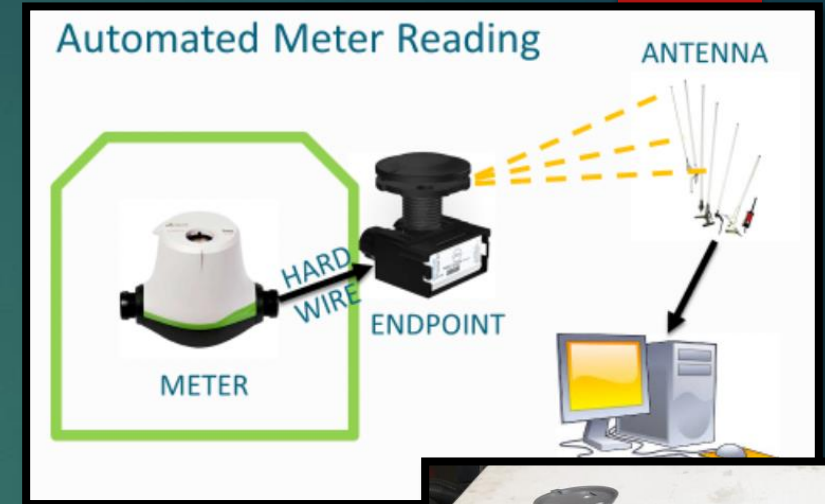 Automated Meter Reading
ANTENNA
HARD
WIRE
ENDPOINT
METER